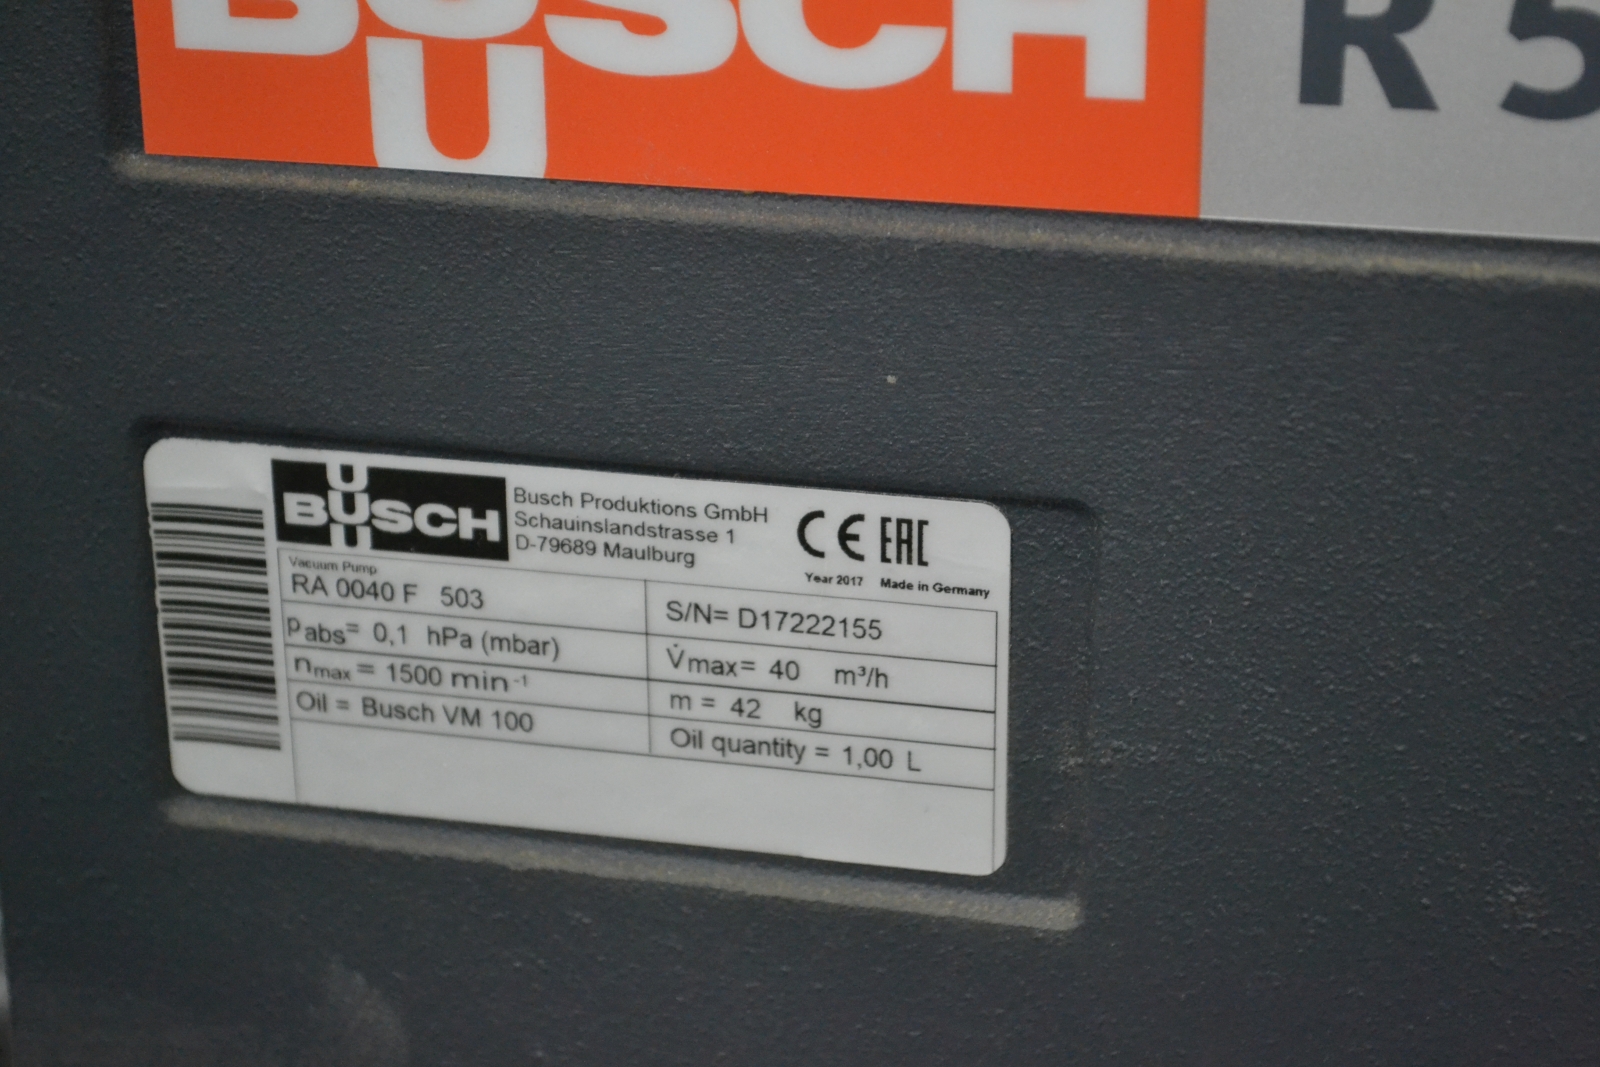 BUSCH R 5
U
U
BUSCH
U
Busch Produktions GmbH
Schauinslandstrasse 1
D-79689 Maulburg
CE EAC
Year 2017 Made in Germany
Vacuum Pump
RA 0040 F 503
S/N= D17222155
Pabs= 0,1 hPa (mbar)
V̇max= 40 m³/h
nmax = 1500 min⁻¹
m = 42 kg
Oil = Busch VM 100
Oil quantity = 1,00 L